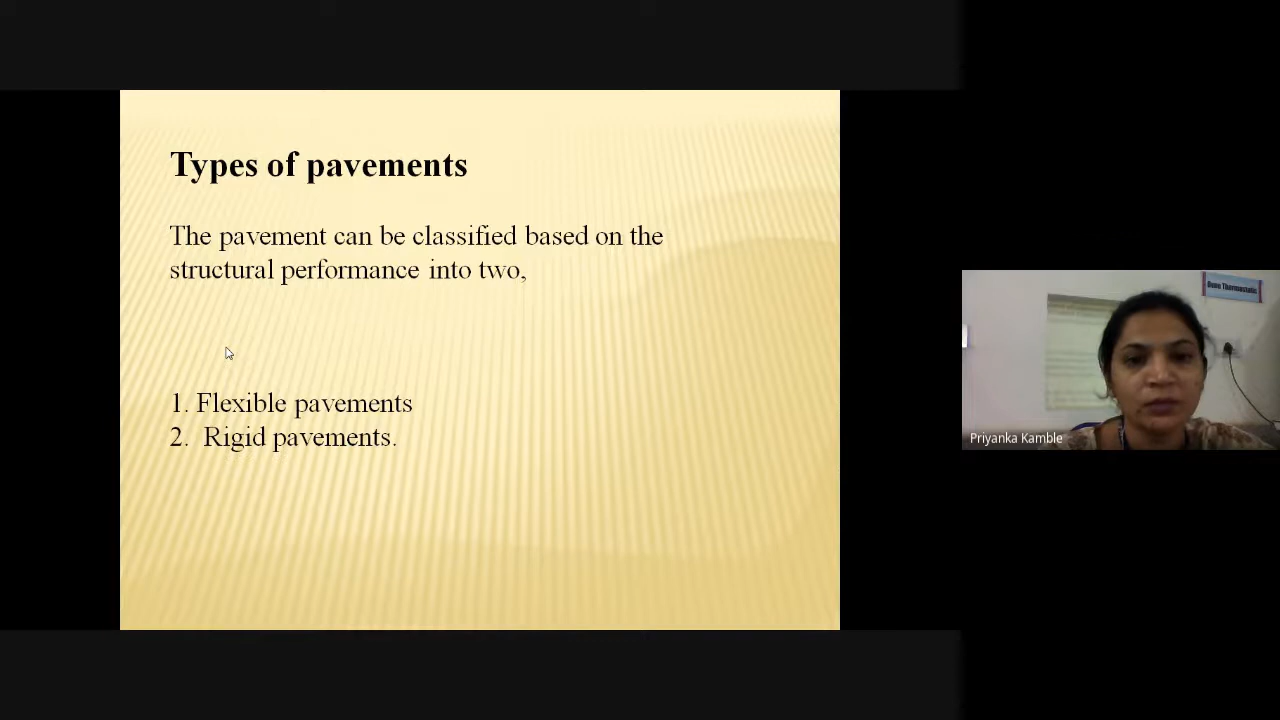 Types of pavements
The pavement can be classified based on the
structural performance into two,
1. Flexible pavements
2. Rigid pavements.
Priyanka Kamble